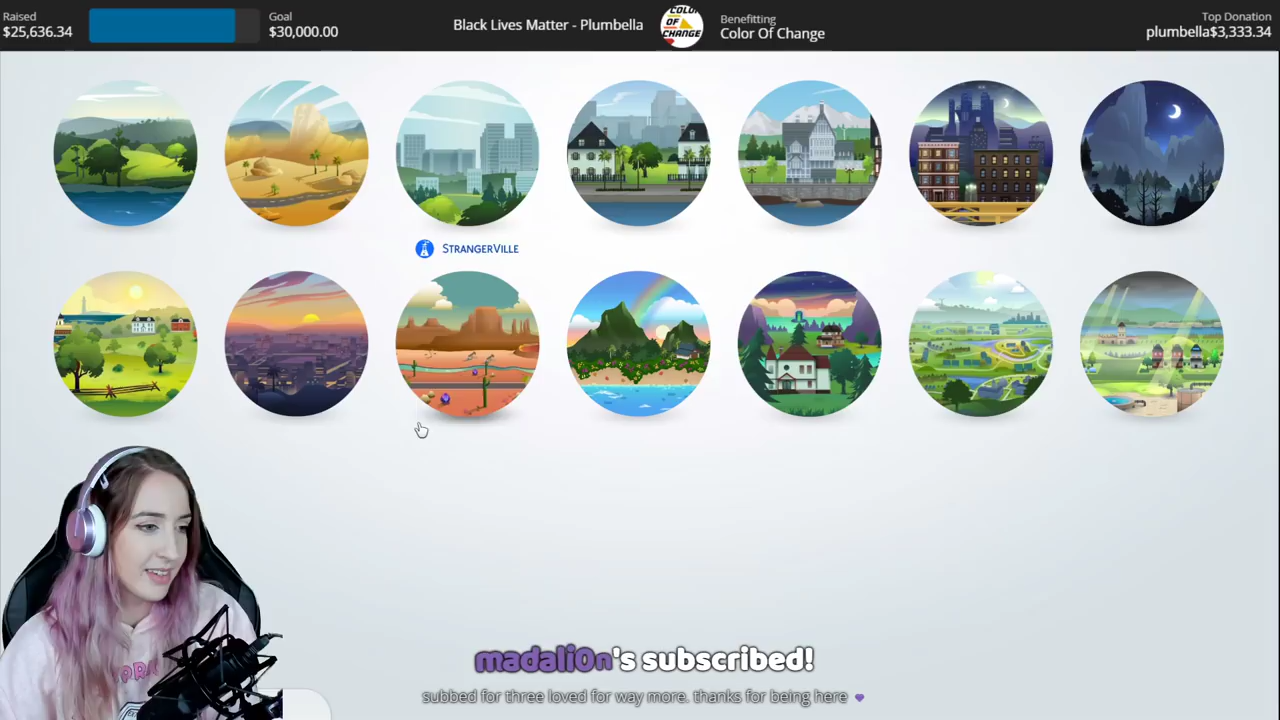 Raised
$25,636.34
Goal
$30,000.00
Black Lives Matter - Plumbella
COLOR
OF
CHANGE
Benefitting
Color Of Change
Top Donation
plumbella$3,333.34
STRANGERVILLE
madali0n's subscribed!
subbed for three loved for way more. thanks for being here